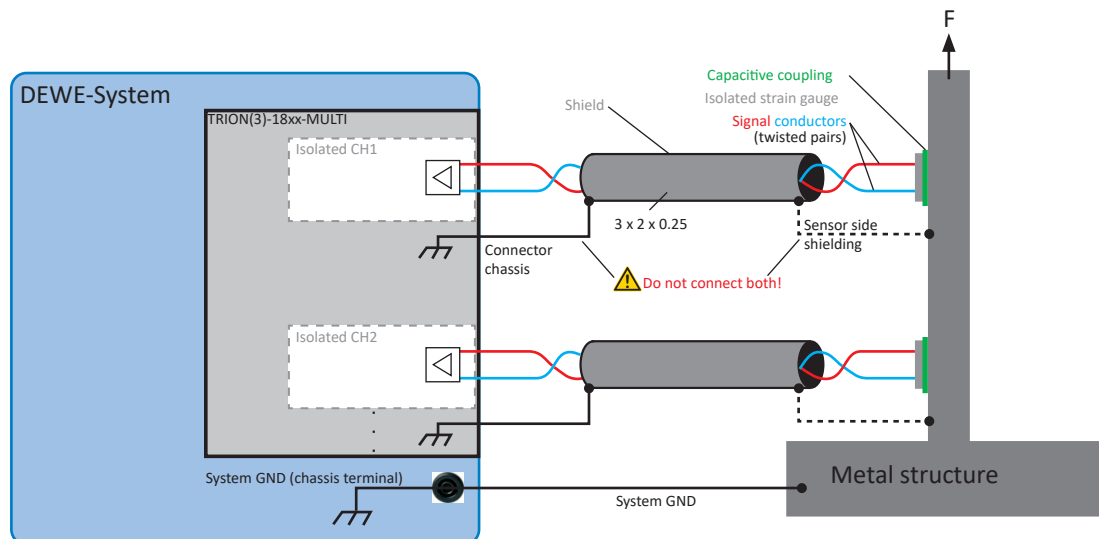 F
DEWE-System
TRION(3)-18xx-MULTI
Isolated CH1
Shield
Capacitive coupling
Isolated strain gauge
Signal conductors
(twisted pairs)
3 x 2 x 0.25
Connector
chassis
Sensor side
shielding
Do not connect both!
Isolated CH2
System GND (chassis terminal)
System GND
Metal structure